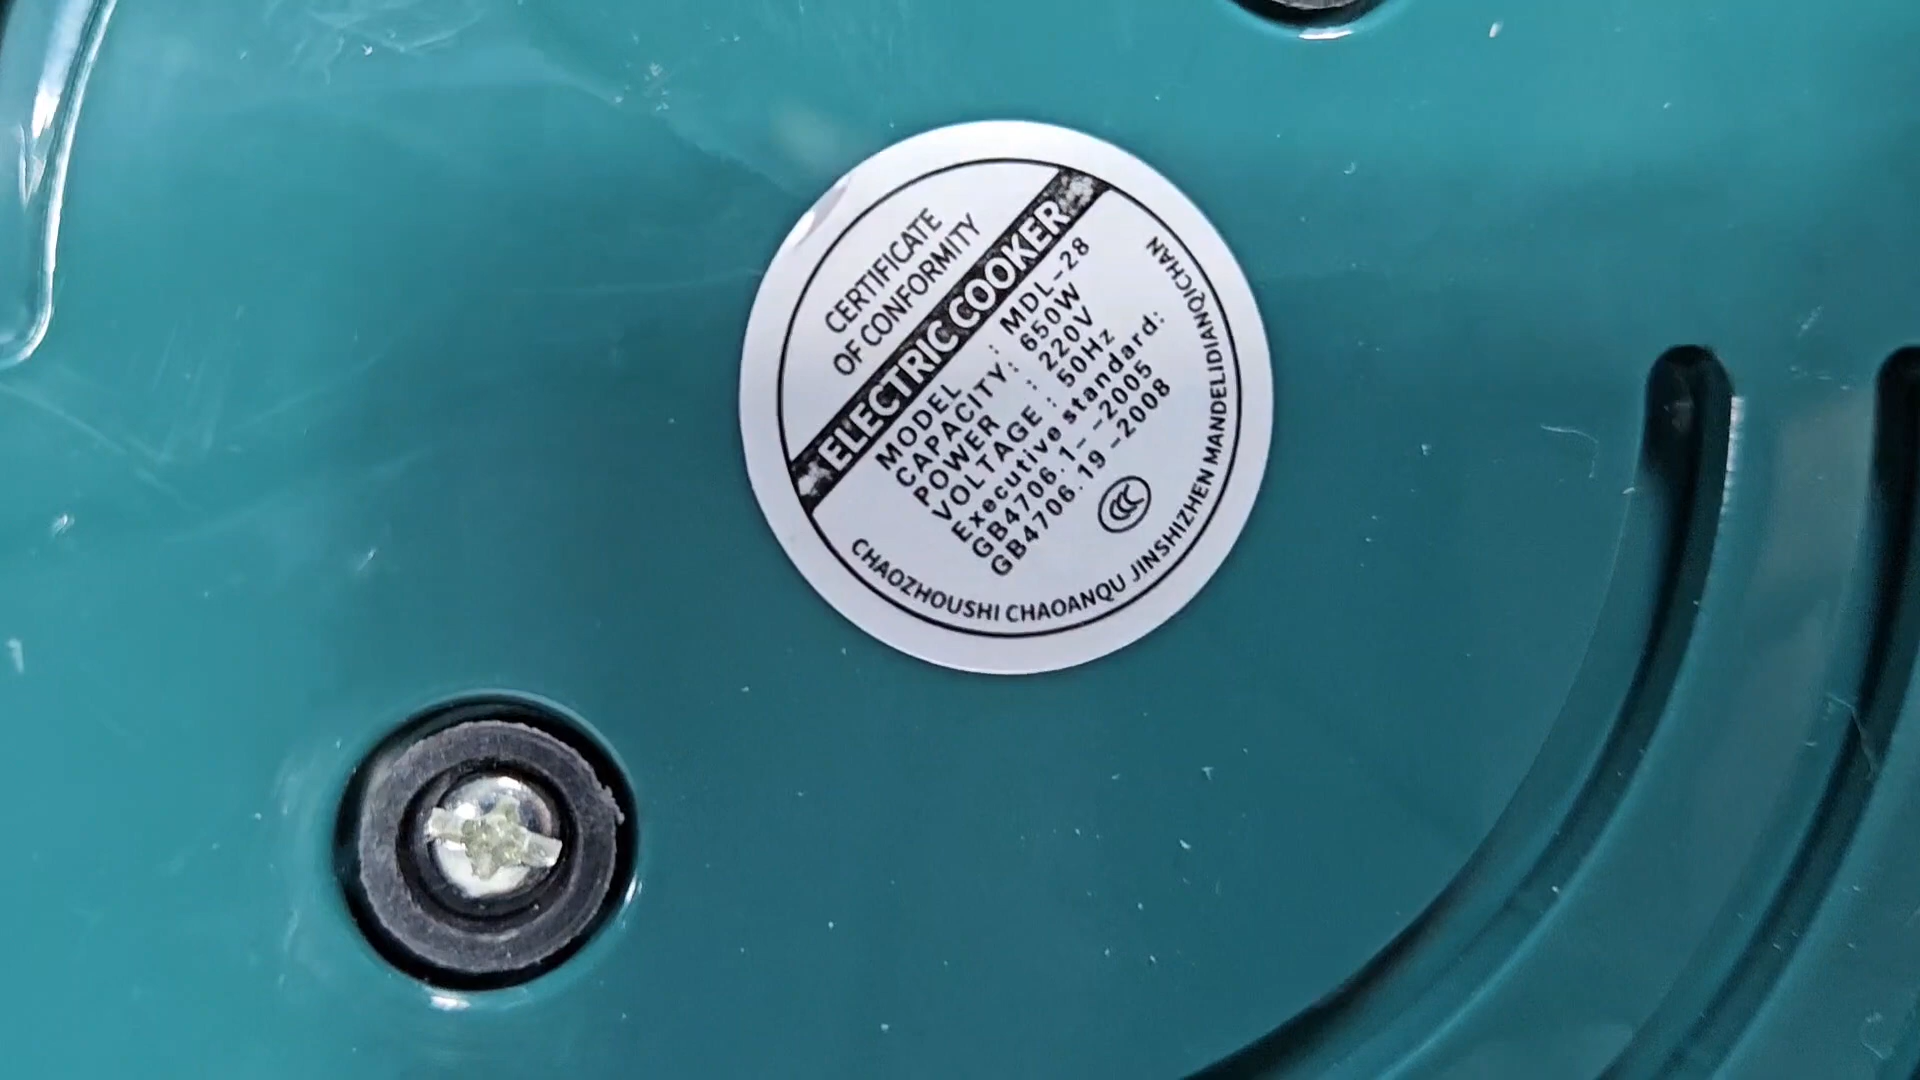 CERTIFICATE
OF CONFORMITY
ELECTRIC COOKER
MODEL : MDL-28
CAPACITY: 650W
POWER : 220V
VOLTAGE : 50Hz
Executive standard:
GB4706.1--2005
GB4706.19-2008
CCC
CHAOZHOUSHI CHAOANQU JINSHIZHEN MANDELIDIANQICHAN